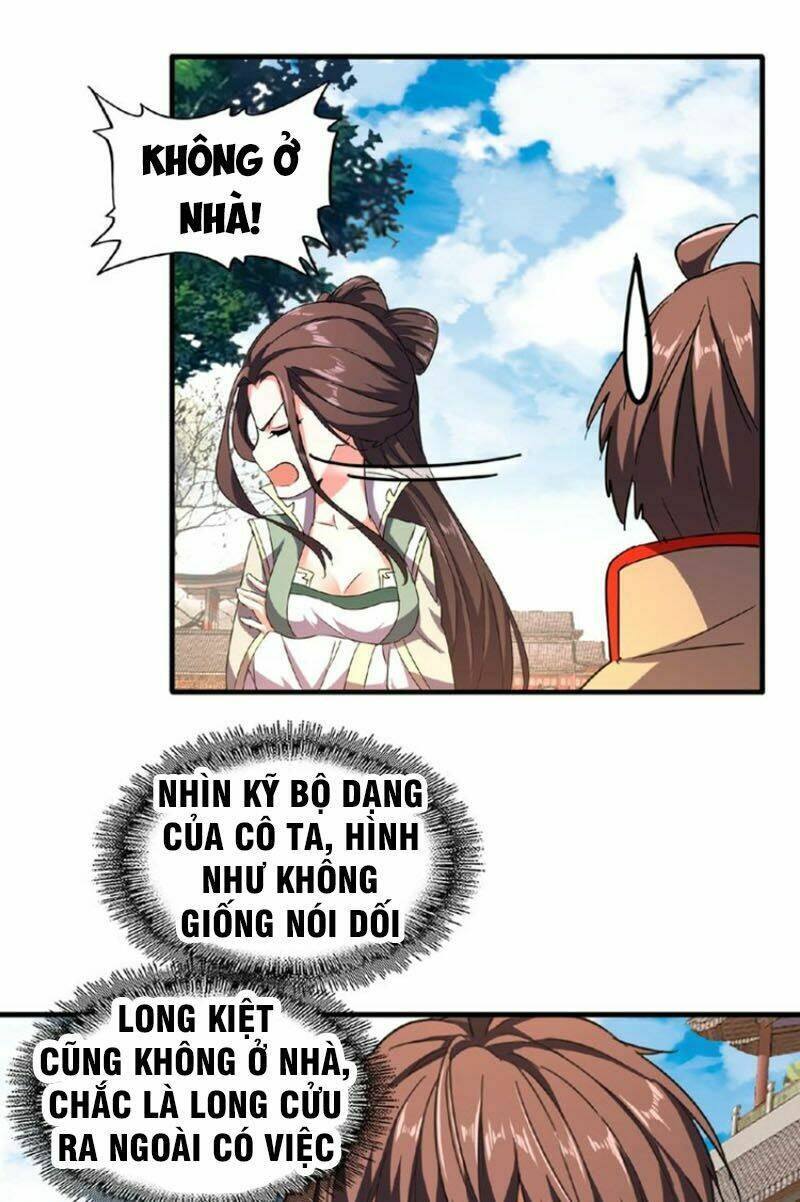 KHÔNG Ở
NHÀ!
NHÌN KỸ BỘ DẠNG
CỦA CÔ TA, HÌNH
NHƯ KHÔNG
GIỐNG NÓI DỐI
LONG KIỆT
CŨNG KHÔNG Ở NHÀ,
CHẮC LÀ LONG CỬU
RA NGOÀI CÓ VIỆC